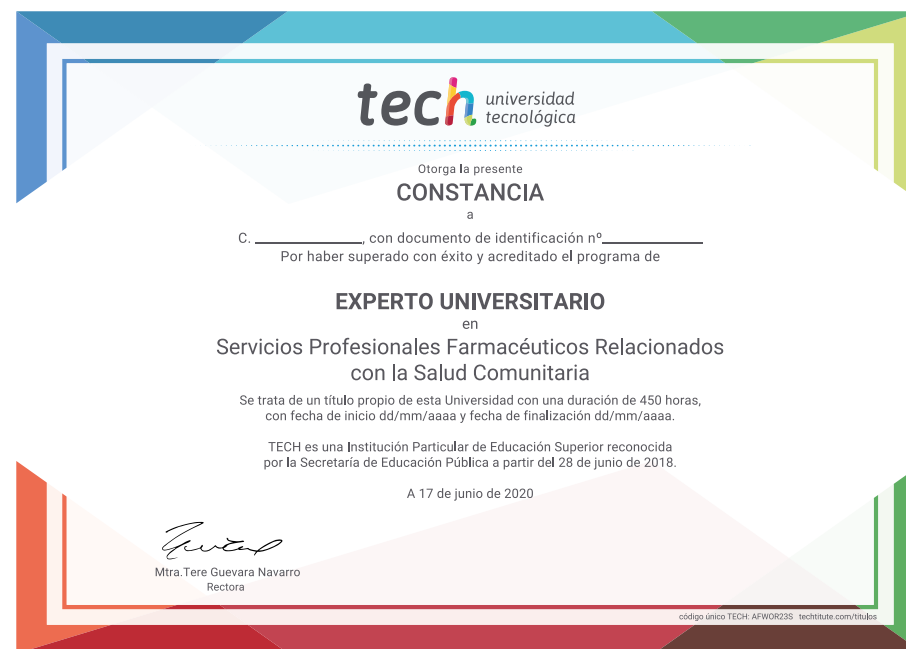 tech universidad
tecnológica
Otorga la presente
CONSTANCIA
a
C. ______________, con documento de identificación nº_____________
Por haber superado con éxito y acreditado el programa de
EXPERTO UNIVERSITARIO
en
Servicios Profesionales Farmacéuticos Relacionados
con la Salud Comunitaria
Se trata de un título propio de esta Universidad con una duración de 450 horas,
con fecha de inicio dd/mm/aaaa y fecha de finalización dd/mm/aaaa.
TECH es una Institución Particular de Educación Superior reconocida
por la Secretaría de Educación Pública a partir del 28 de junio de 2018.
A 17 de junio de 2020
Mtra.Tere Guevara Navarro
Rectora
código único TECH: AFWOR23S techtitute.com/titulos